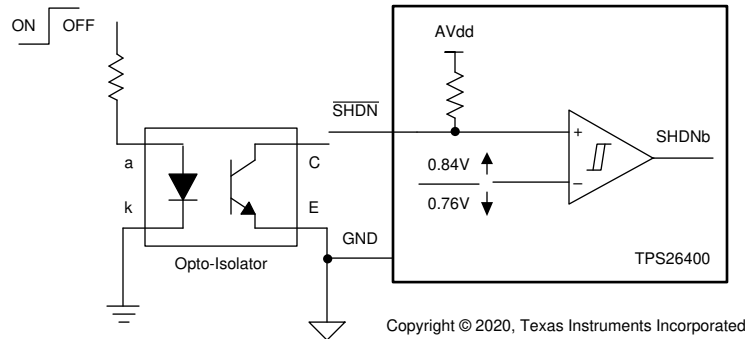 ON OFF
AVdd
SHDN
a
C
+
SHDNb
0.84V
−
0.76V
k
E
GND
Opto-Isolator
TPS26400
Copyright © 2020, Texas Instruments Incorporated